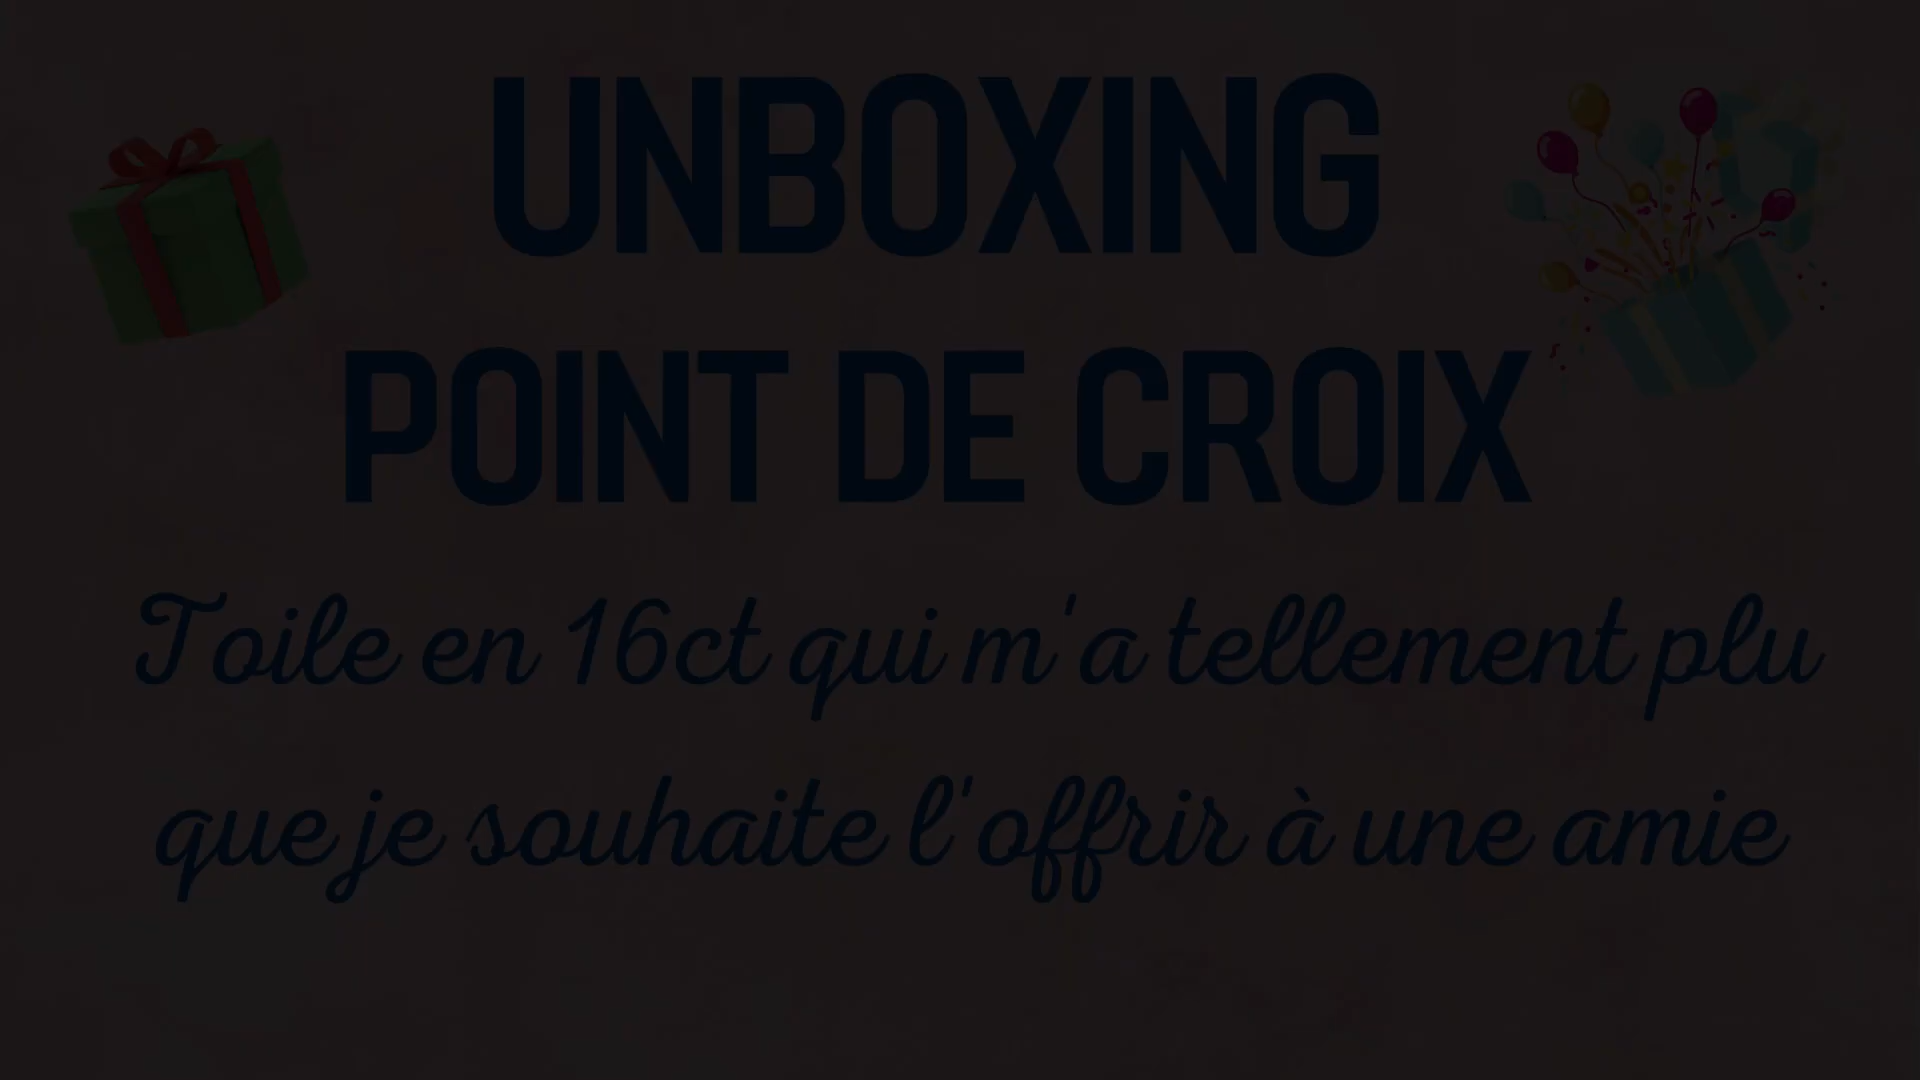 UNBOXING
POINT DE CROIX
Toile en 16ct qui m'a tellement plu
que je souhaite l'offrir à une amie